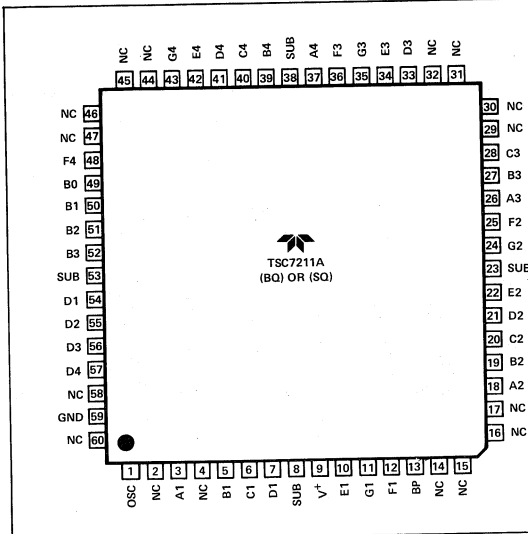 NC NC G4 E4 D4 C4 B4 SUB A4 F3 G3 E3 D3 NC NC
45 44 43 42 41 40 39 38 37 36 35 34 33 32 31
NC 46
NC 47
F4 48
B0 49
B1 50
B2 51
B3 52
SUB 53
D1 54
D2 55
D3 56
D4 57
NC 58
GND 59
NC 60
TSC7211A
(BQ) OR (SQ)
30 NC
29 NC
28 C3
27 B3
26 A3
25 F2
24 G2
23 SUB
22 E2
21 D2
20 C2
19 B2
18 A2
17 NC
16 NC
1 2 3 4 5 6 7 8 9 10 11 12 13 14 15
OSC NC A1 NC B1 C1 D1 SUB V+ E1 G1 F1 BP NC NC